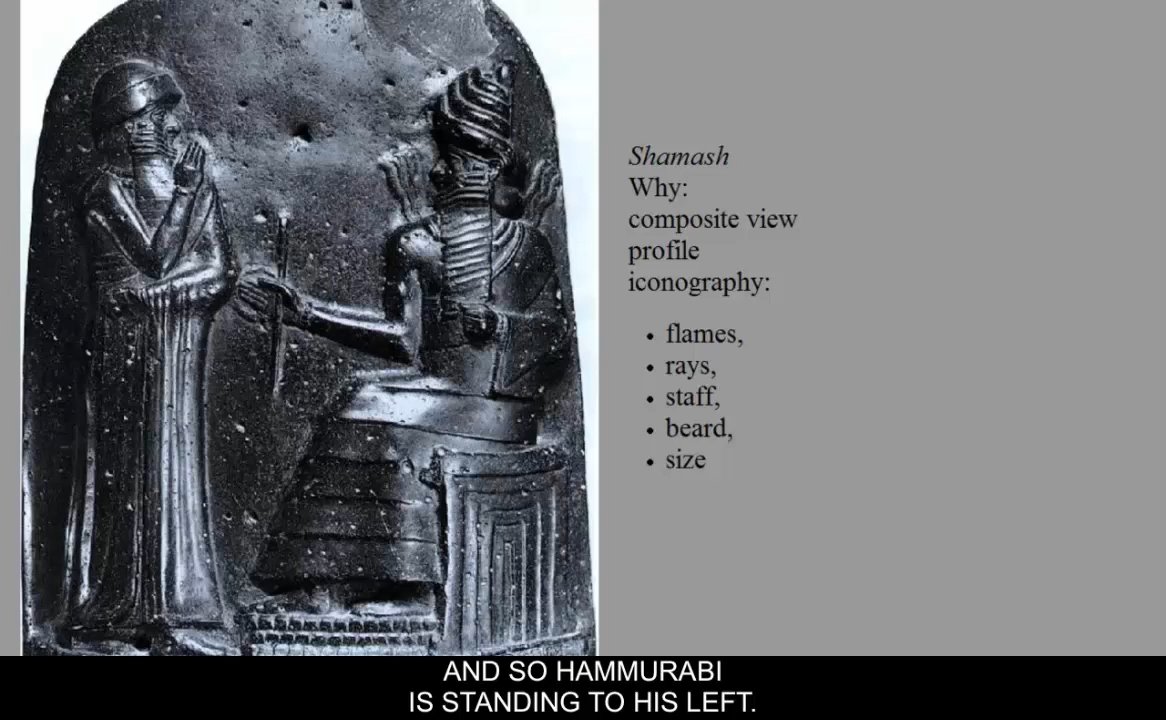 Shamash
Why:
composite view
profile
iconography:
• flames,
• rays,
• staff,
• beard,
• size
AND SO HAMMURABI
IS STANDING TO HIS LEFT.